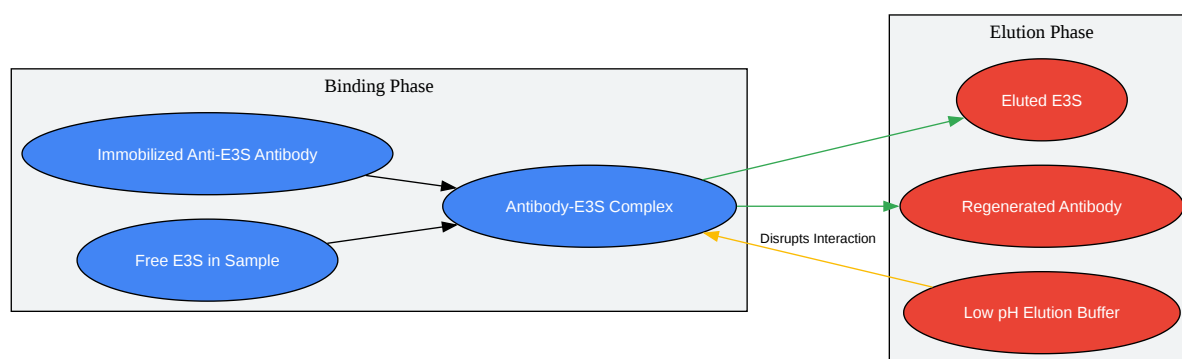 Binding Phase
Immobilized Anti-E3S Antibody
Free E3S in Sample
Antibody-E3S Complex
Disrupts Interaction
Elution Phase
Eluted E3S
Regenerated Antibody
Low pH Elution Buffer